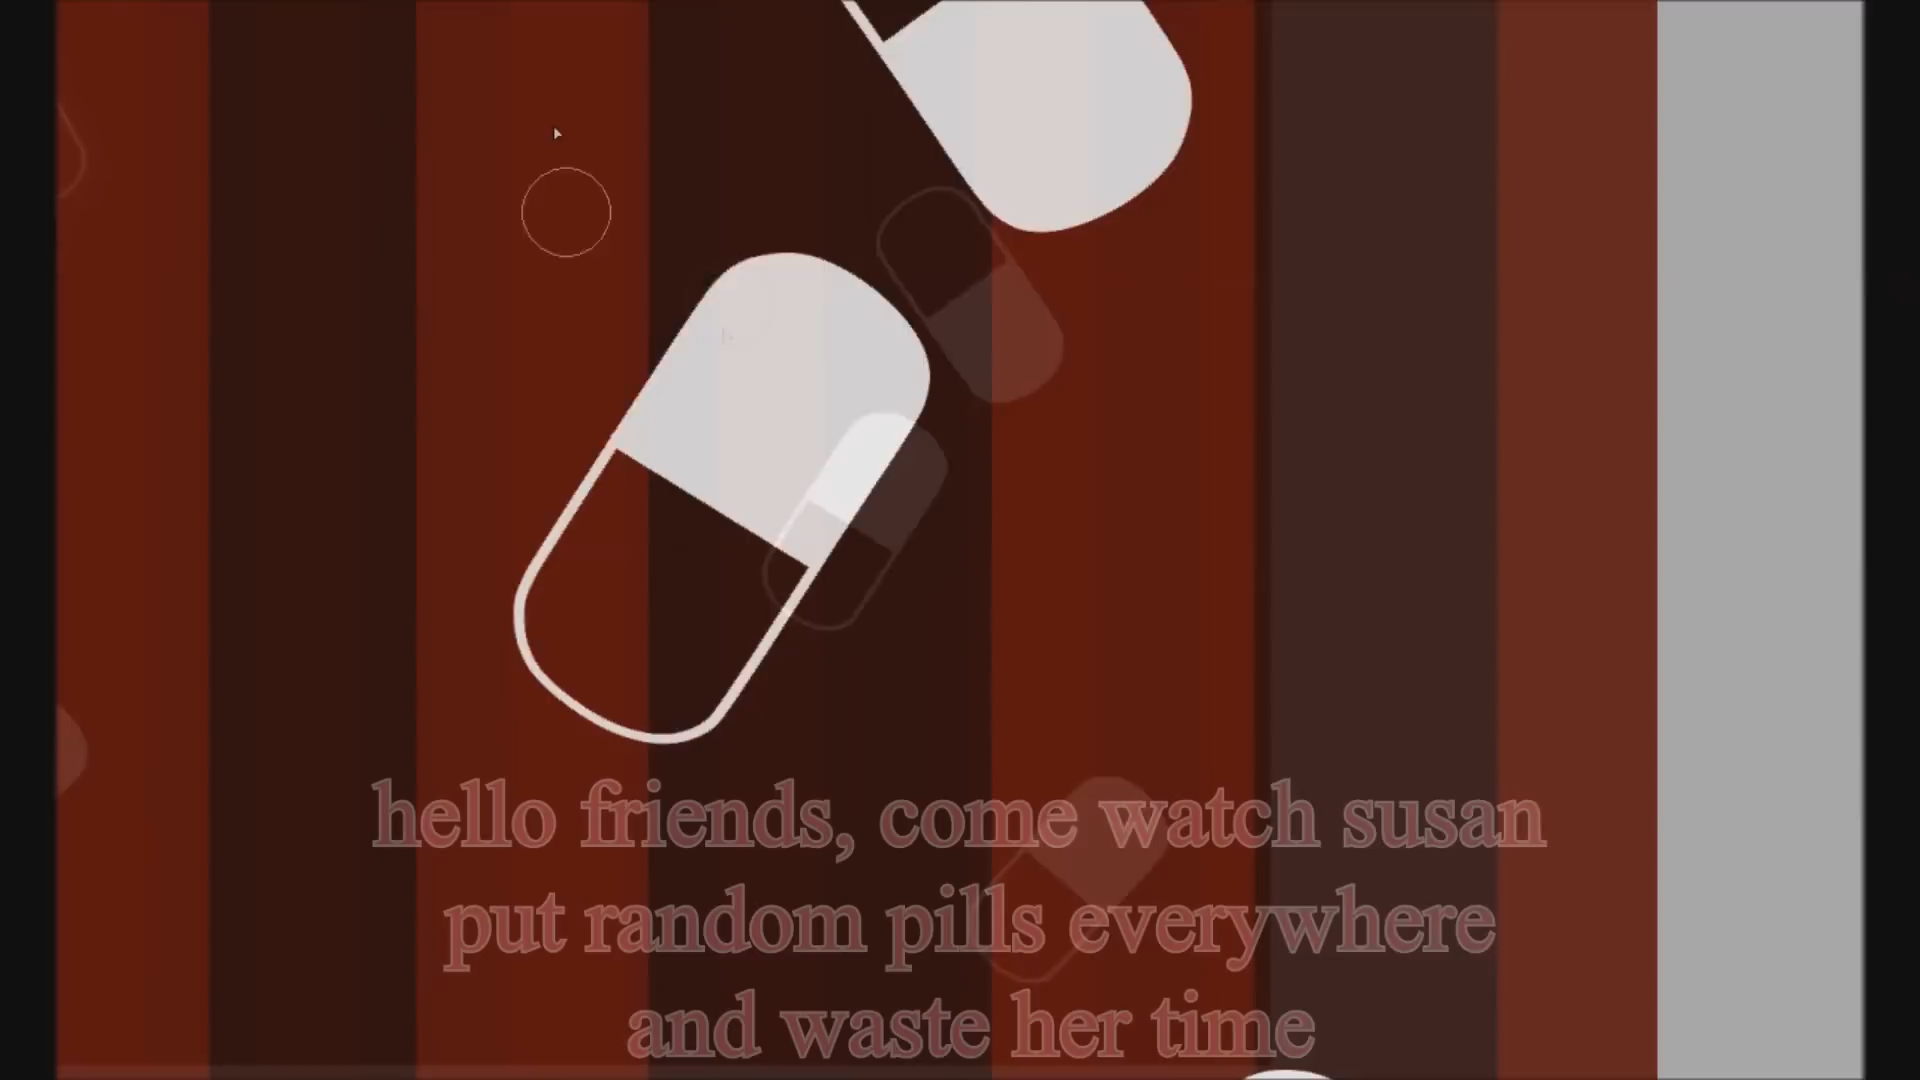 hello friends, come watch susan
put random pills everywhere
and waste her time